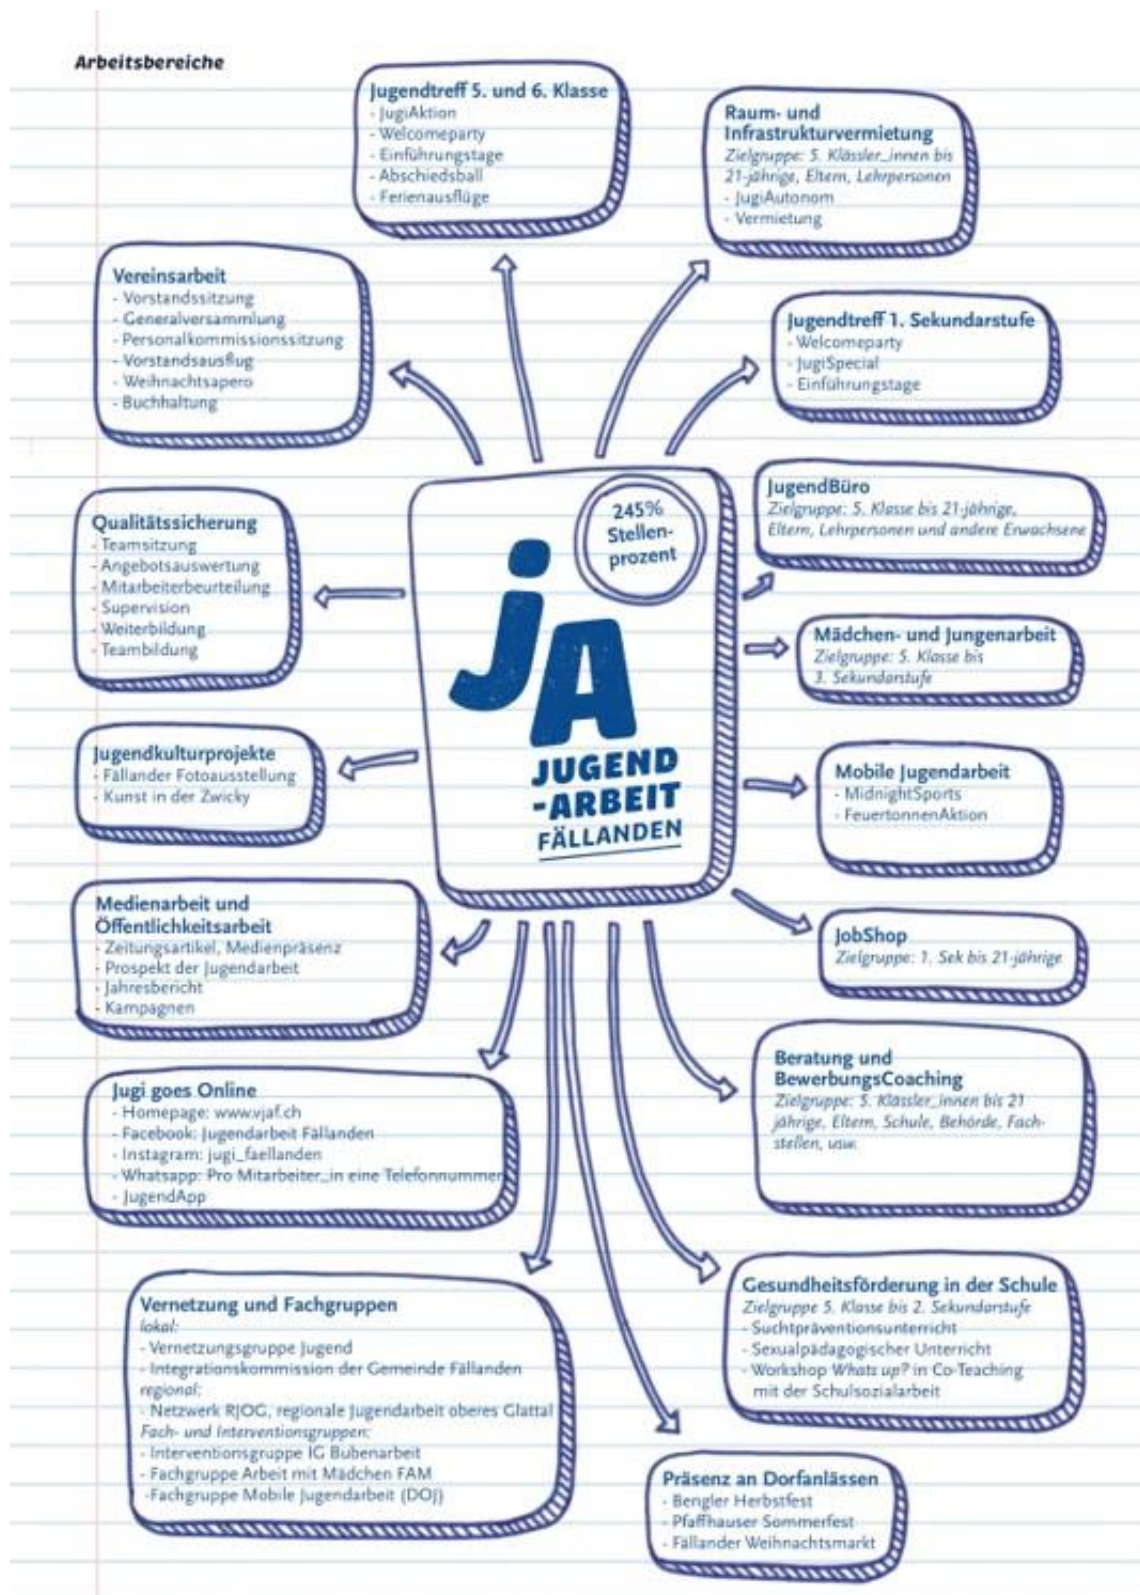 Arbeitsbereiche
Jugendtreff 5. und 6. Klasse
- JugiAktion
- Welcomeparty
- Einführungstage
- Abschiedsball
- Ferienausflüge
Raum- und
Infrastrukturvermietung
Zielgruppe: 5. Klässler_innen bis
21-jährige, Eltern, Lehrpersonen
- JugiAutonom
- Vermietung
Vereinsarbeit
- Vorstandssitzung
- Generalversammlung
- Personalkommissionssitzung
- Vorstandsausflug
- Weihnachtsapero
- Buchhaltung
Jugendtreff 1. Sekundarstufe
- Welcomeparty
- JugiSpecial
- Einführungstage
245%
Stellen-
prozent
jA
JUGEND
-ARBEIT
FÄLLANDEN
JugendBüro
Zielgruppe: 5. Klasse bis 21-jährige,
Eltern, Lehrpersonen und andere Erwachsene
Qualitätssicherung
- Teamsitzung
- Angebotsauswertung
- Mitarbeiterbeurteilung
- Supervision
- Weiterbildung
- Teambildung
Mädchen- und Jungenarbeit
Zielgruppe: 5. Klasse bis
3. Sekundarstufe
Jugendkulturprojekte
- Fällander Fotoausstellung
- Kunst in der Zwicky
Mobile Jugendarbeit
- MidnightSports
- FeuertonnenAktion
Medienarbeit und
Öffentlichkeitsarbeit
- Zeitungsartikel, Medienpräsenz
- Prospekt der Jugendarbeit
- Jahresbericht
- Kampagnen
JobShop
Zielgruppe: 1. Sek bis 21-jährige
Beratung und
BewerbungsCoaching
Zielgruppe: 5. Klässler_innen bis 21
jährige, Eltern, Schule, Behörde, Fach-
stellen, usw.
Jugi goes Online
- Homepage: www.vjaf.ch
- Facebook: Jugendarbeit Fällanden
- Instagram: jugi_faellanden
- Whatsapp: Pro Mitarbeiter_in eine Telefonnummer
- JugendApp
Vernetzung und Fachgruppen
lokal:
- Vernetzungsgruppe Jugend
- Integrationskommission der Gemeinde Fällanden
regional:
- Netzwerk RJOG, regionale Jugendarbeit oberes Glattal
Fach- und Interventionsgruppen:
- Interventionsgruppe IG Bubenarbeit
- Fachgruppe Arbeit mit Mädchen FAM
-Fachgruppe Mobile Jugendarbeit (DOJ)
Gesundheitsförderung in der Schule
Zielgruppe 5. Klasse bis 2. Sekundarstufe
- Suchtpräventionsunterricht
- Sexualpädagogischer Unterricht
- Workshop Whats up? in Co-Teaching
mit der Schulsozialarbeit
Präsenz an Dorfanlässen
- Bengler Herbstfest
- Pfaffhauser Sommerfest
- Fällander Weihnachtsmarkt